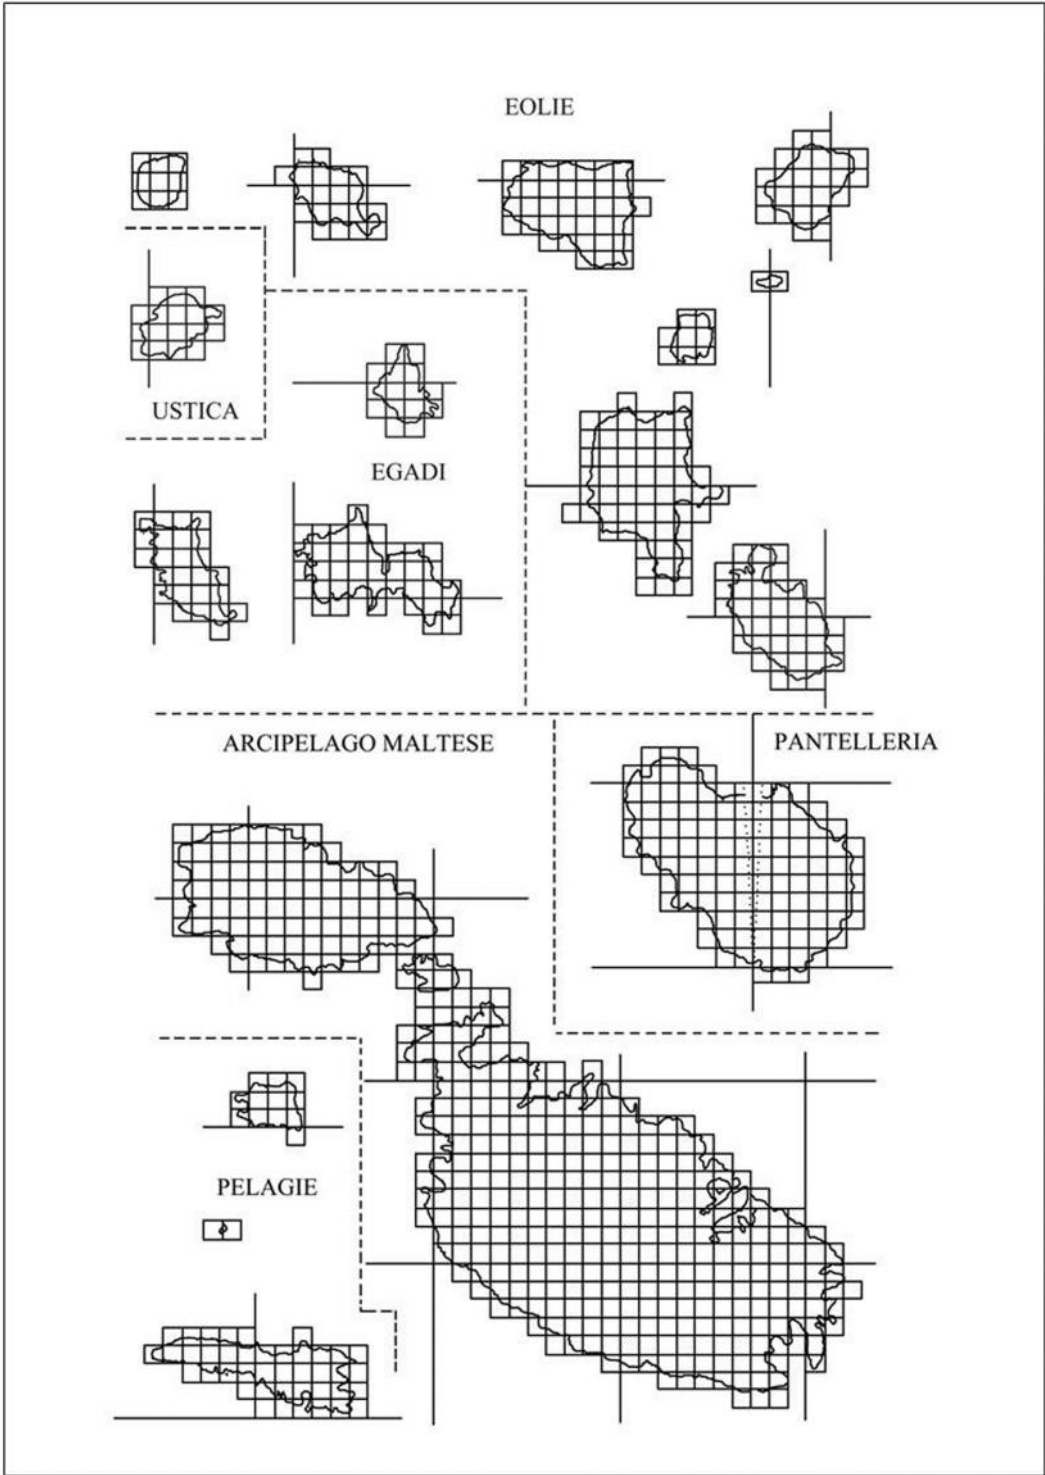 EOLIE
USTICA
EGADI
ARCIPELAGO MALTESE
PANTELLERIA
PELAGIE